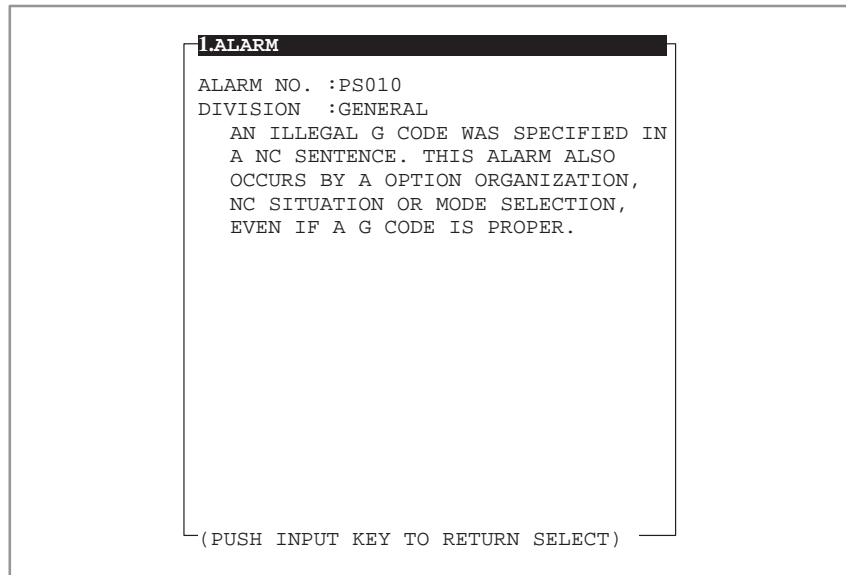 1.ALARM
ALARM NO. :PS010
DIVISION :GENERAL
AN ILLEGAL G CODE WAS SPECIFIED IN
A NC SENTENCE. THIS ALARM ALSO
OCCURS BY A OPTION ORGANIZATION,
NC SITUATION OR MODE SELECTION,
EVEN IF A G CODE IS PROPER.
(PUSH INPUT KEY TO RETURN SELECT)